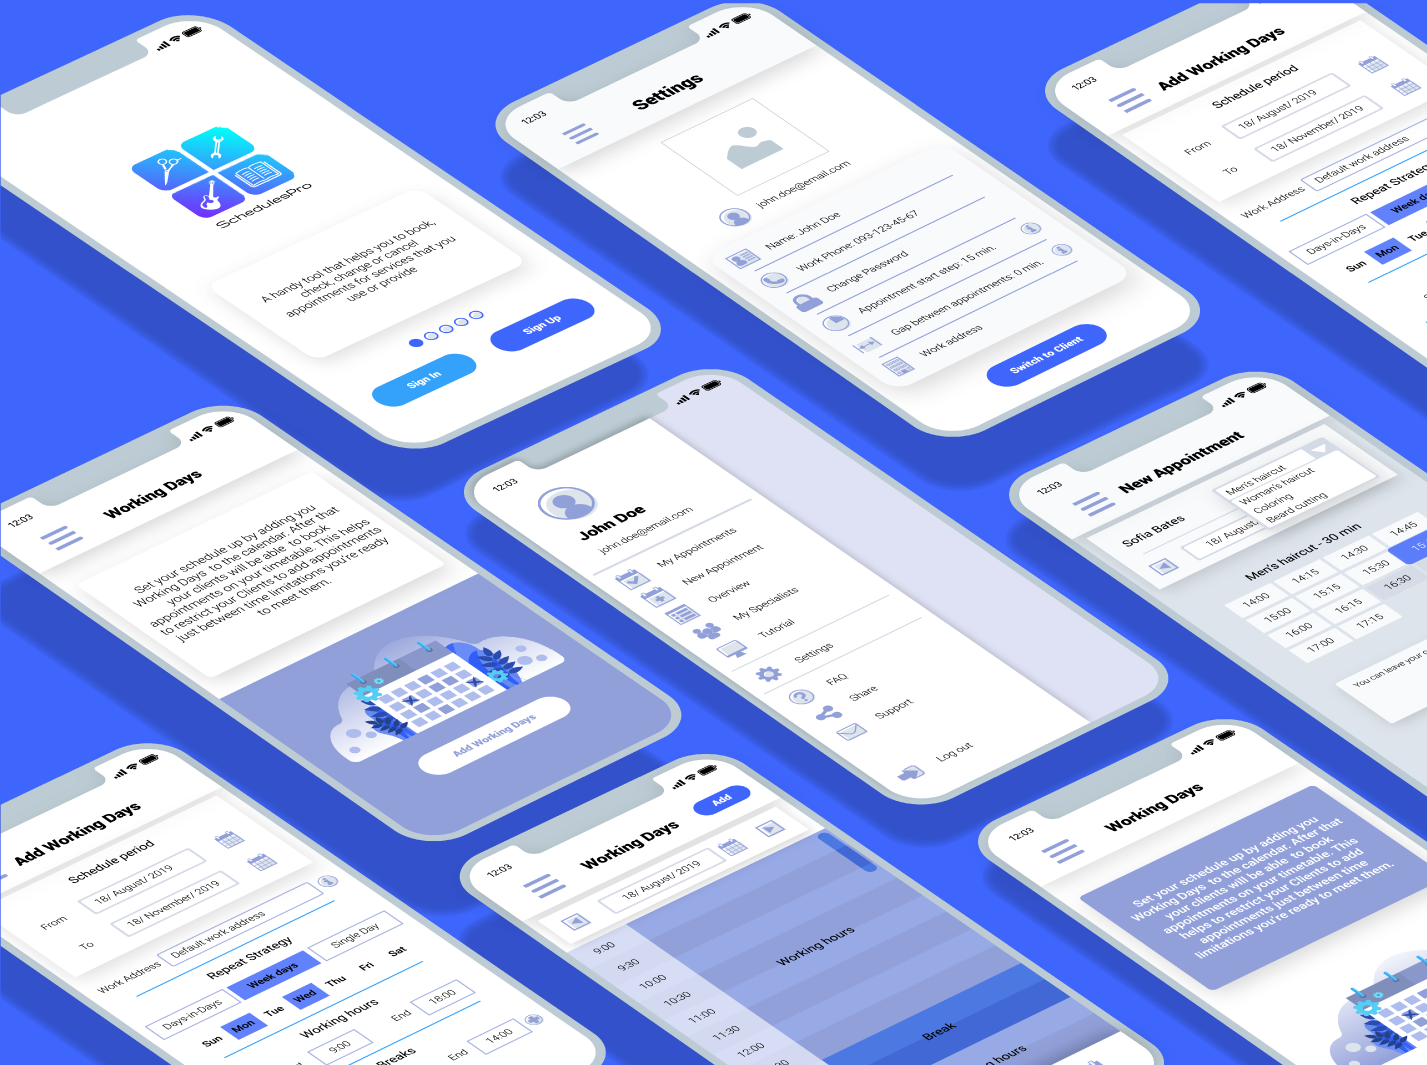 SchedulesPro
A handy tool that helps you to book,
check, change or cancel
appointments for services that you
use or provide
Sign In
Sign Up
12:03
Settings
john.doe@email.com
Name: John Doe
Work Phone: 093-123-45-67
Change Password
Appointment start step: 15 min.
Gap between appointments: 0 min.
Work address
Switch to Client
12:03
Add Working Days
Schedule period
From
18/ August/ 2019
To
18/ November/ 2019
Work Address
Default work address
Repeat
Days-in-Days
Week
Sun
Mon
Tue
12:03
Working Days
Set your schedule up by adding you
Working Days to the calendar. After that
your clients will be able to book
appointments on your timetable. This helps
to restrict your Clients to add appointments
just between time limitations you're ready
to meet them.
Add Working Days
12:03
John Doe
john.doe@email.com
My Appointments
New Appointment
Overview
My Specialists
Tutorial
Settings
FAQ
Share
Support
Log out
12:03
New Appointment
Sofia Bates
Men's haircut
Woman's haircut
Coloring
Beard cutting
18/ August
Men's haircut - 30 min
14:00
14:15
14:30
14:45
15:00
15:15
15:30
16:00
16:15
16:30
17:00
17:15
You can leave your
Add Working Days
Schedule period
From
18/ August/ 2019
To
18/ November/ 2019
Work Address
Default work address
Repeat Strategy
Days-in-Days
Week days
Single Day
Sun
Mon
Tue
Wed
Thu
Fri
Sat
Working hours
9:00
End
18:00
Breaks
End
14:00
12:03
Working Days
Add
18/ August/ 2019
9:00
9:30
10:00
10:30
11:00
11:30
12:00
Working hours
Break
hours
12:03
Working Days
Set your schedule up by adding you
Working Days to the calendar. After that
your clients will be able to book
appointments on your timetable. This
helps to restrict your Clients to add
appointments just between time
limitations you're ready to meet them.